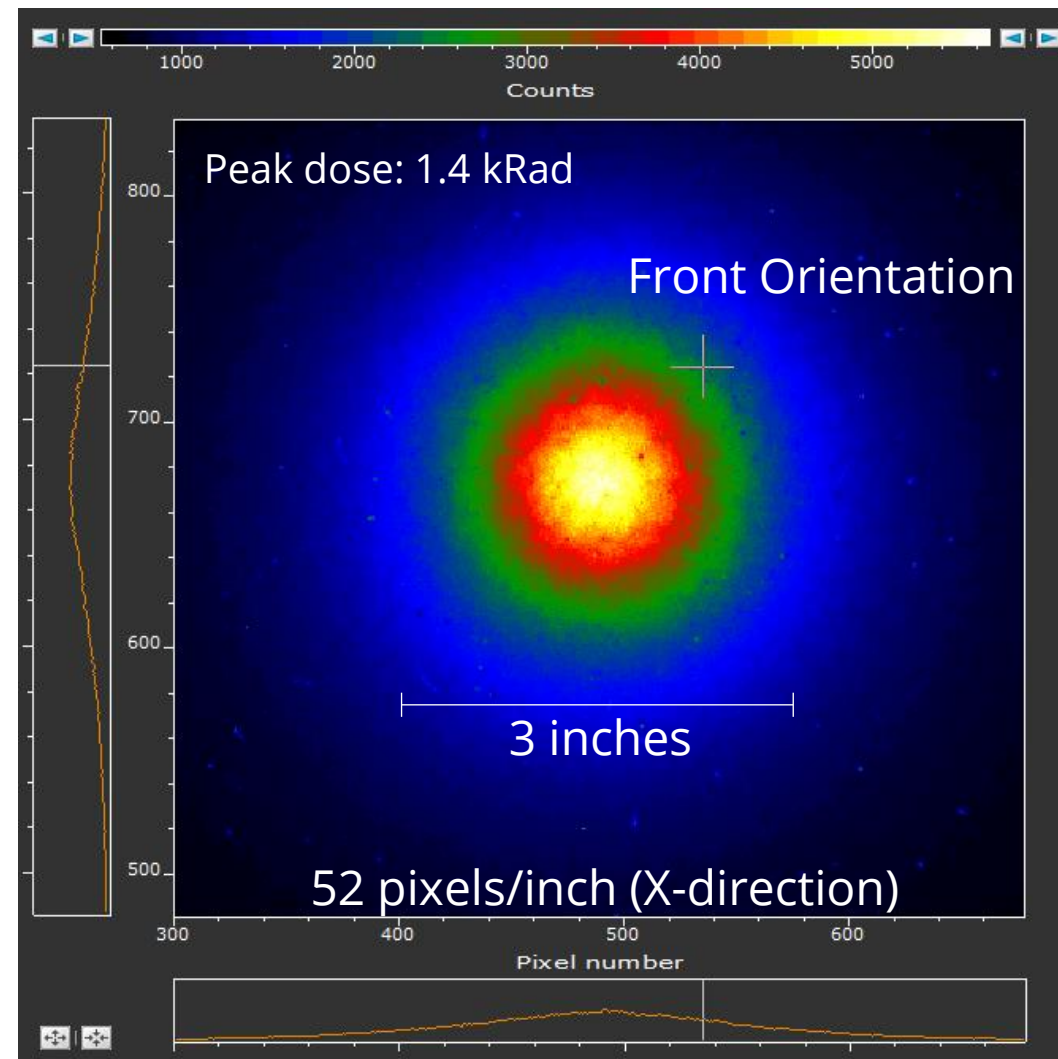 1000 2000 3000 4000 5000
Counts
Peak dose: 1.4 kRad
800
Front Orientation
700
600
3 inches
500
52 pixels/inch (X-direction)
300 400 500 600
Pixel number